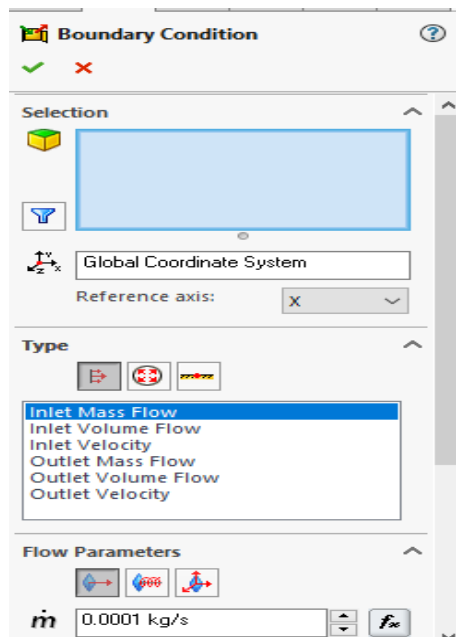 Boundary Condition
Selection
Global Coordinate System
Reference axis: X
Type
Inlet Mass Flow
Inlet Volume Flow
Inlet Velocity
Outlet Mass Flow
Outlet Volume Flow
Outlet Velocity
Flow Parameters
ṁ 0.0001 kg/s fx